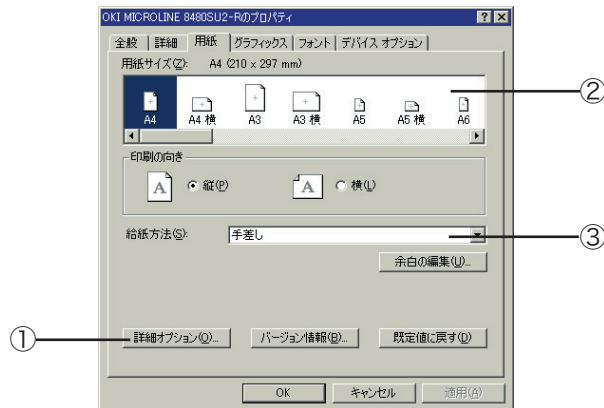 OKI MICROLINE 8480SU2-Rのプロパティ
全般 詳細 用紙 グラフィックス フォント デバイス オプション
用紙サイズ(Z): A4 (210 x 297 mm)
②
A4 A4 横 A3 A3 横 A5 A5 横 A6
印刷の向き
A 縦(P) A 横(L)
給紙方法(S): 手差し
③
余白の編集(U)...
①
詳細オプション(O)... バージョン情報(B)... 既定値に戻す(D)
OK キャンセル 適用(A)